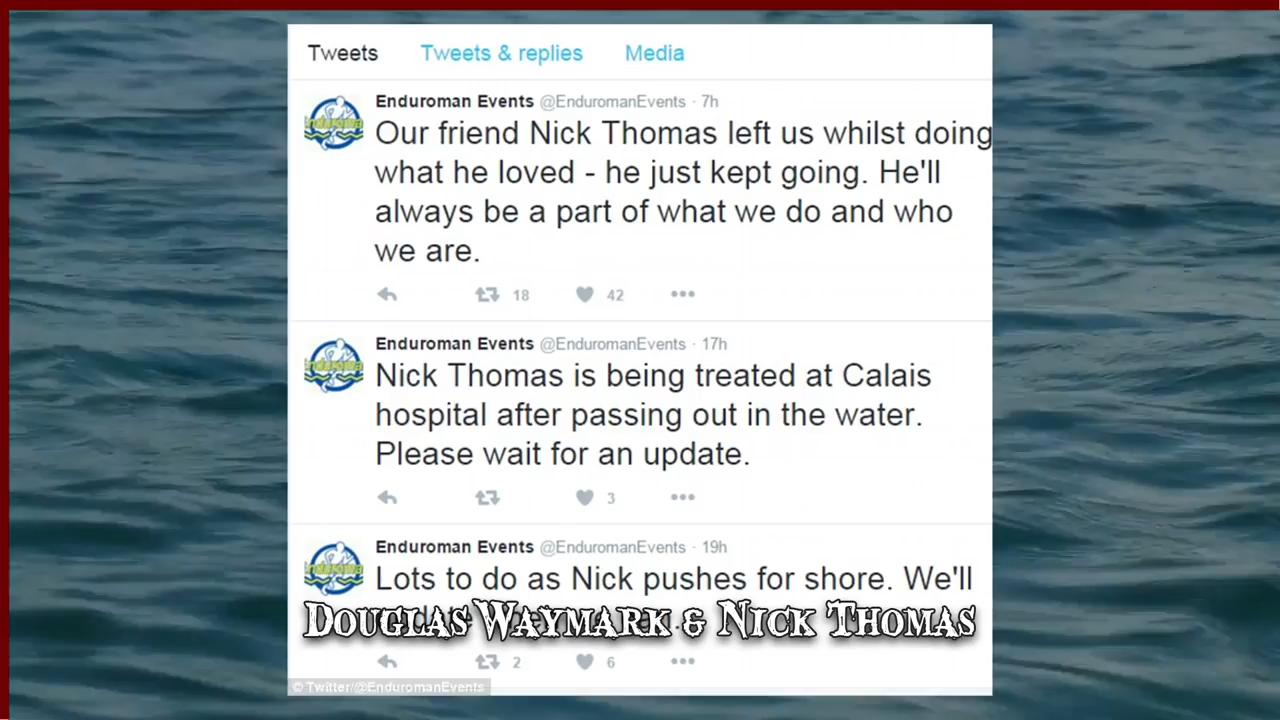 Tweets Tweets & replies Media
Enduroman Events @EnduromanEvents · 7h
Our friend Nick Thomas left us whilst doing
what he loved - he just kept going. He'll
always be a part of what we do and who
we are.
18 42
Enduroman Events @EnduromanEvents · 17h
Nick Thomas is being treated at Calais
hospital after passing out in the water.
Please wait for an update.
3
Enduroman Events @EnduromanEvents · 19h
Lots to do as Nick pushes for shore. We'll
Douglas Waymark & Nick Thomas
2 6
© Twitter/@EnduromanEvents